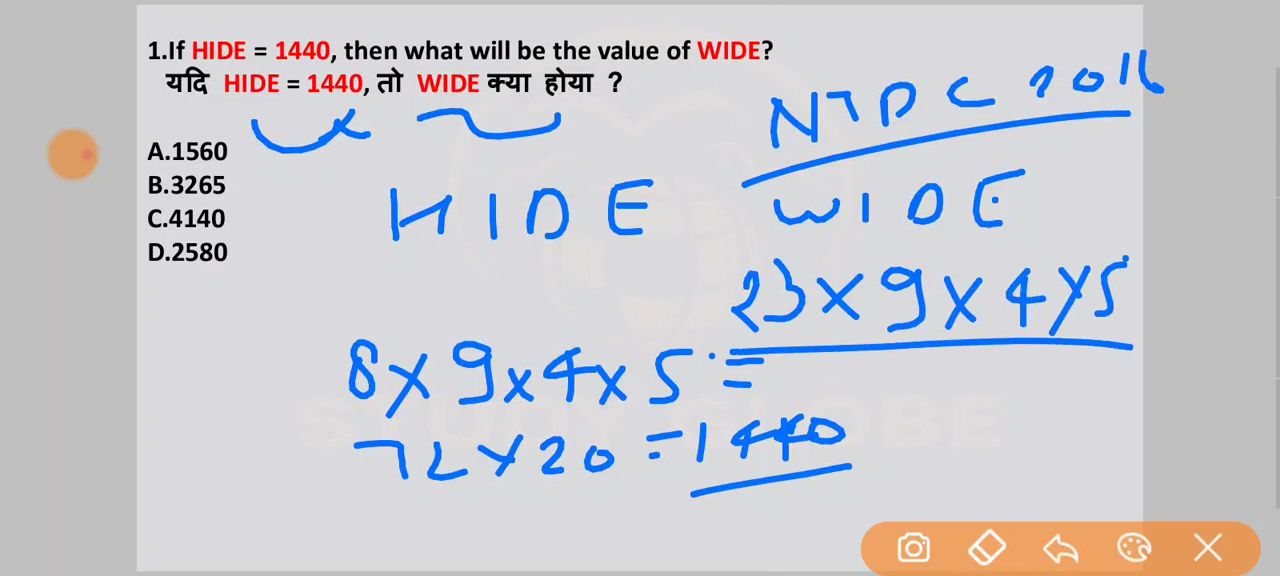 1.If HIDE = 1440, then what will be the value of WIDE?
यदि HIDE = 1440, तो WIDE क्या होया ?
NTPC 2016
A.1560
B.3265
C.4140
D.2580
HIDE
WIDE
23×9×4×5
8×9×4×5=
72×20=1440